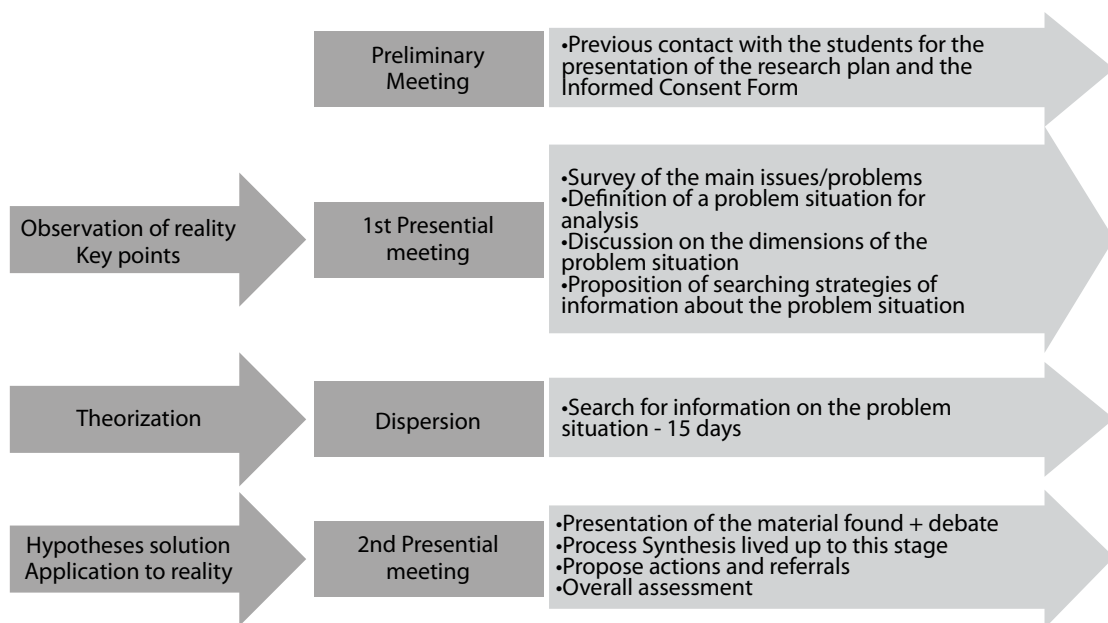 Preliminary
Meeting
•Previous contact with the students for the
presentation of the research plan and the
Informed Consent Form
Observation of reality
Key points
1st Presential
meeting
•Survey of the main issues/problems
•Definition of a problem situation for
analysis
•Discussion on the dimensions of the
problem situation
•Proposition of searching strategies of
information about the problem situation
Theorization
Dispersion
•Search for information on the problem
situation - 15 days
Hypotheses solution
Application to reality
2nd Presential
meeting
•Presentation of the material found + debate
•Process Synthesis lived up to this stage
•Propose actions and referrals
•Overall assessment